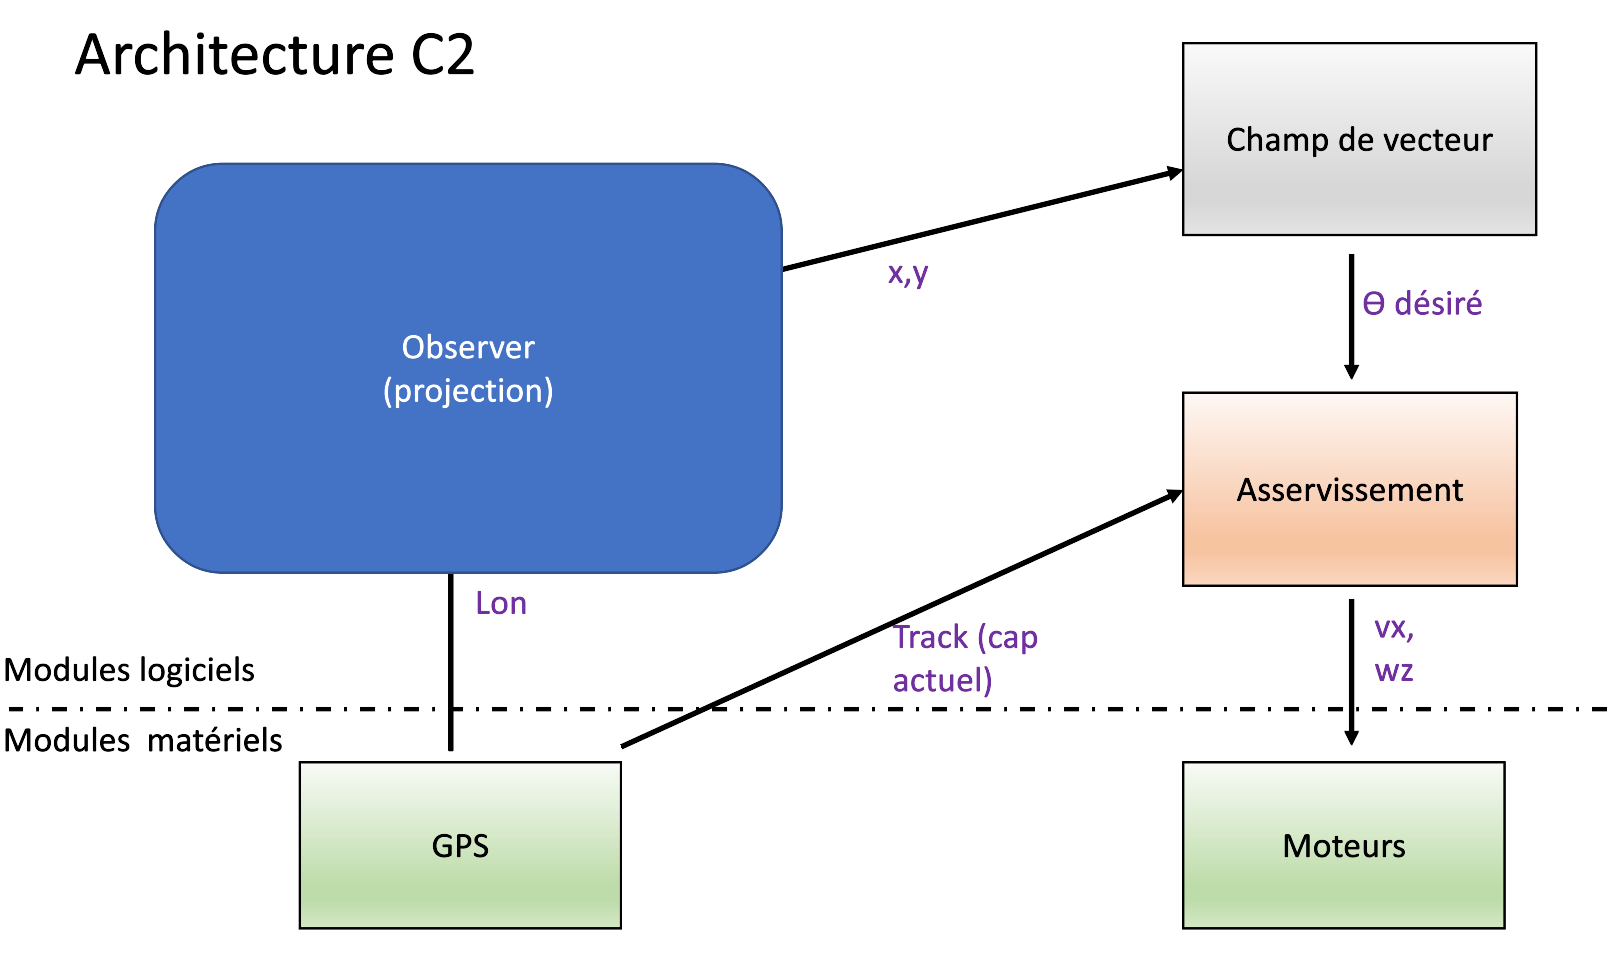 Architecture C2
Champ de vecteur
x,y
Ɵ désiré
Observer
(projection)
Asservissement
Lon
Track (cap
actuel)
vx,
wz
Modules logiciels
Modules  matériels
GPS
Moteurs